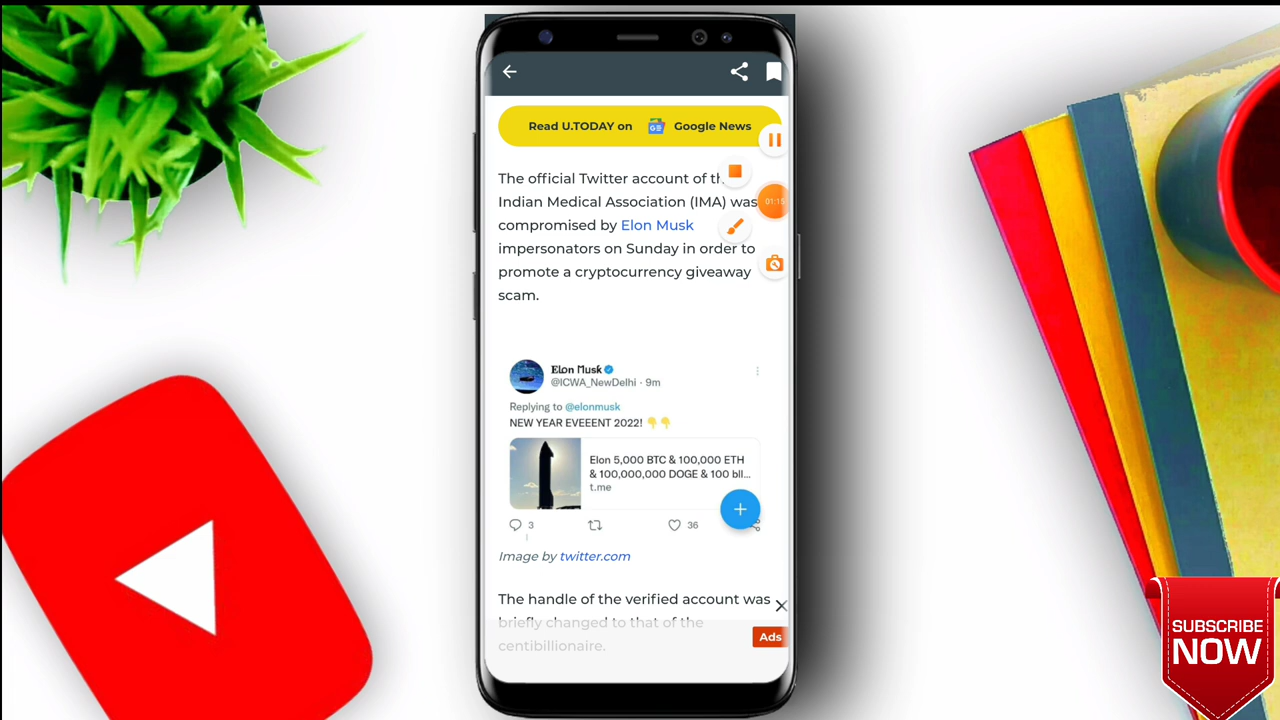 Read U.TODAY on Google News
The official Twitter account of th
Indian Medical Association (IMA) was
compromised by Elon Musk
impersonators on Sunday in order to
promote a cryptocurrency giveaway
scam.
01:15
Elon Musk
@ICWA_NewDelhi · 9m
Replying to @elonmusk
NEW YEAR EVEEENT 2022! 👇👇
Elon 5,000 BTC & 100,000 ETH
& 100,000,000 DOGE & 100 bll...
t.me
3
36
Image by twitter.com
The handle of the verified account was
briefly changed to that of the
centibillionaire.
Ads
SUBSCRIBE
NOW